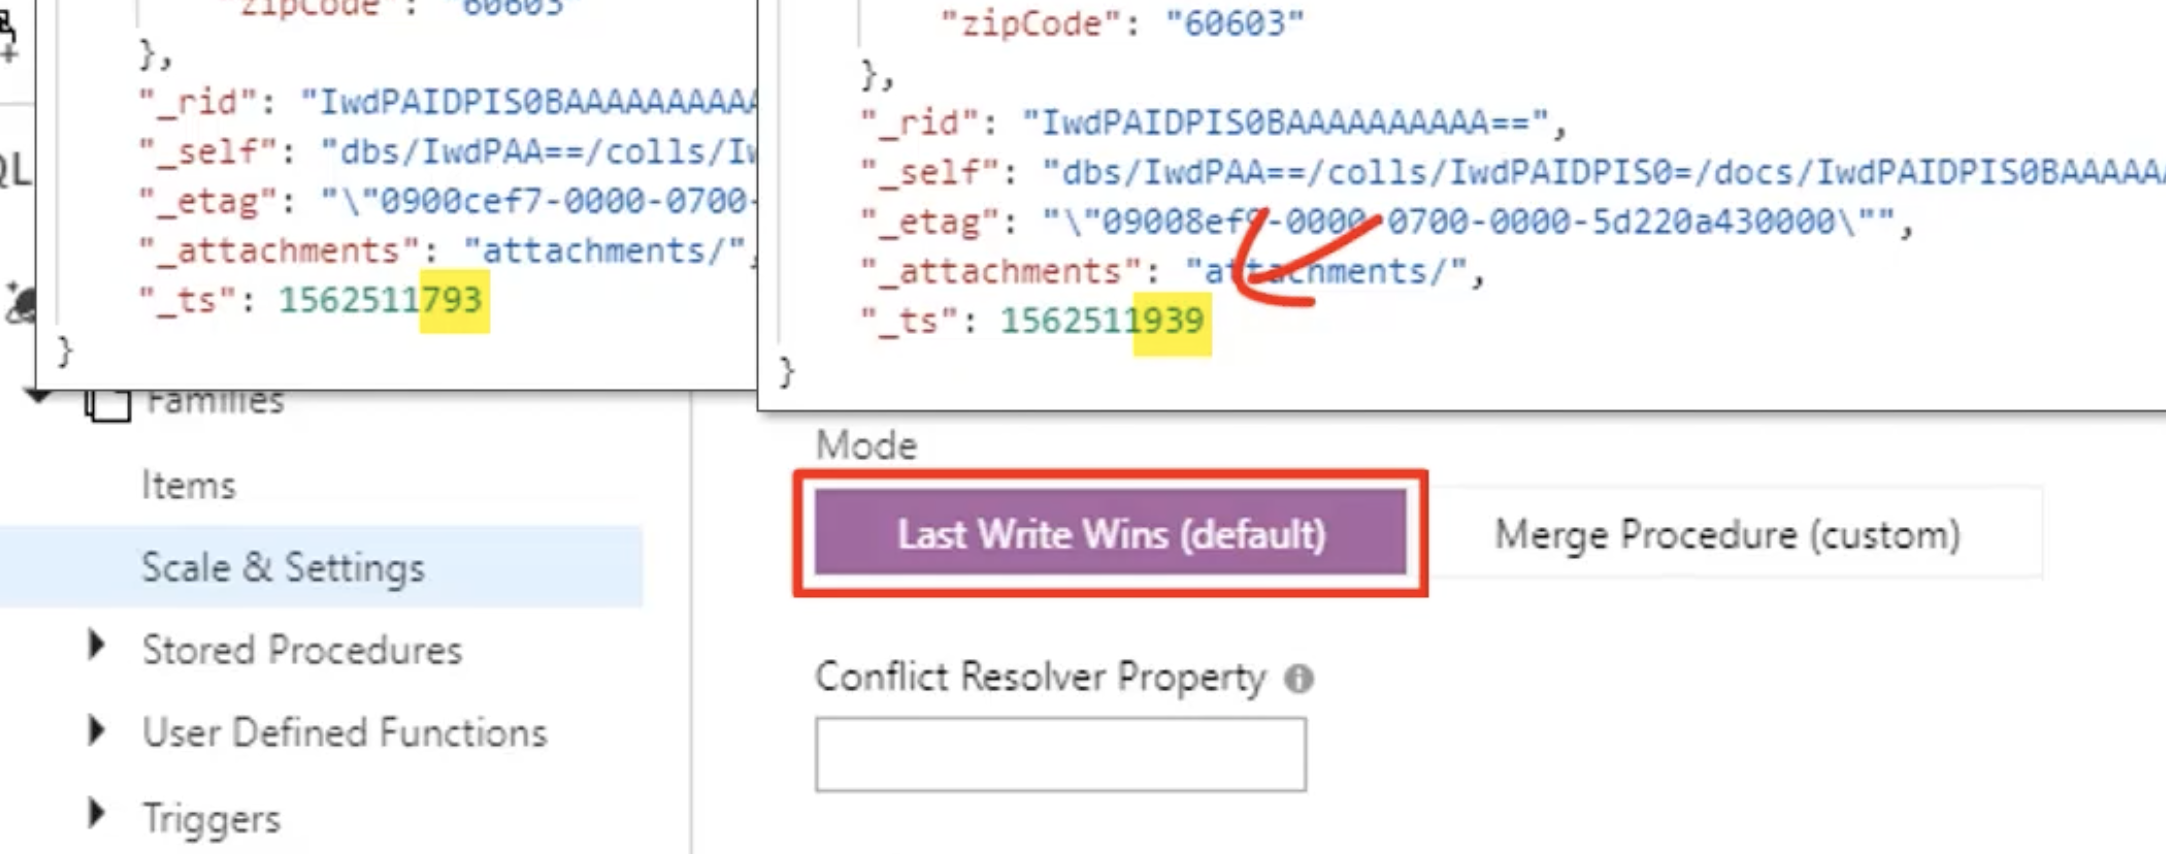 "zipCode": "60603"
},
"_rid": "IwdPAIDPIS0BAAAAAAAAAA
"_self": "dbs/IwdPAA==/colls/Iw
"_etag": "\"0900cef7-0000-0700-
"_attachments": "attachments/",
"_ts": 1562511793
}
"zipCode": "60603"
},
"_rid": "IwdPAIDPIS0BAAAAAAAAAA==",
"_self": "dbs/IwdPAA==/colls/IwdPAIDPIS0=/docs/IwdPAIDPIS0BAAAAA
"_etag": "\"09008ef9-0000-0700-0000-5d220a430000\"",
"_attachments": "attachments/",
"_ts": 1562511939
}
QL
Families
Items
Scale & Settings
Stored Procedures
User Defined Functions
Triggers
Mode
Last Write Wins (default)
Merge Procedure (custom)
Conflict Resolver Property